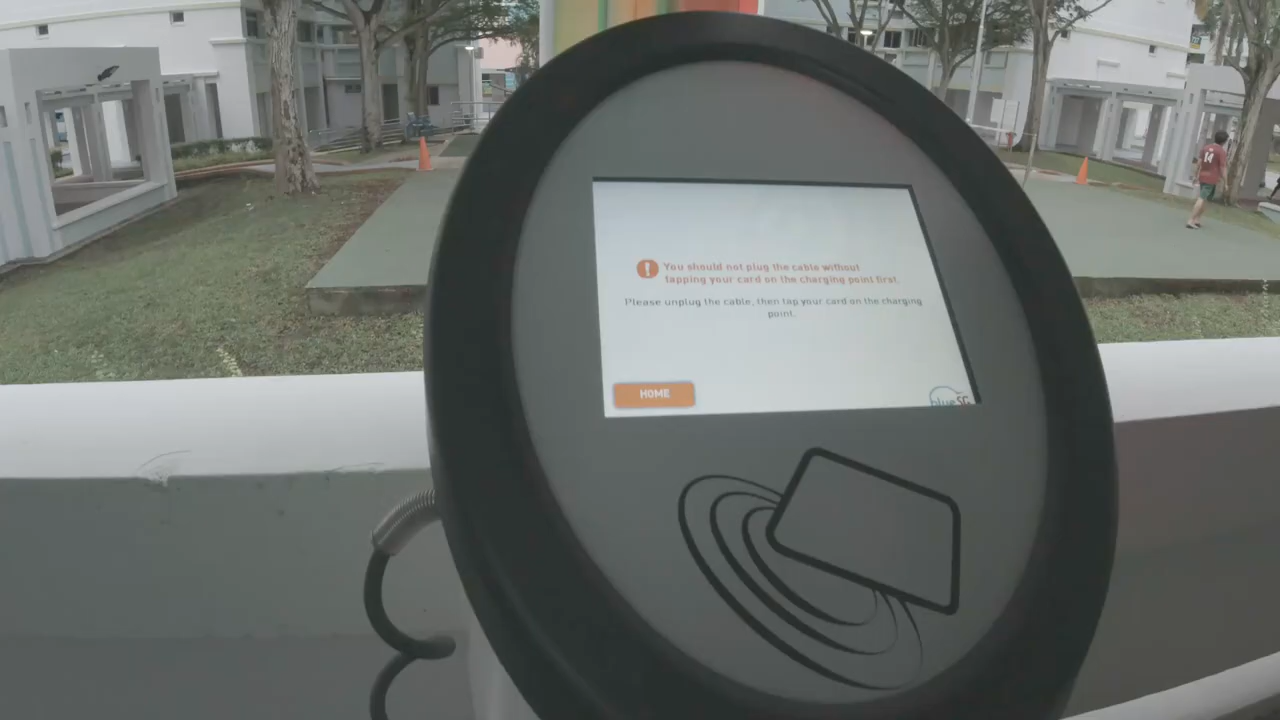 You should not plug the cable without
tapping your card on the charging point first.
Please unplug the cable, then tap your card on the charging
point.
HOME
blueSG
14